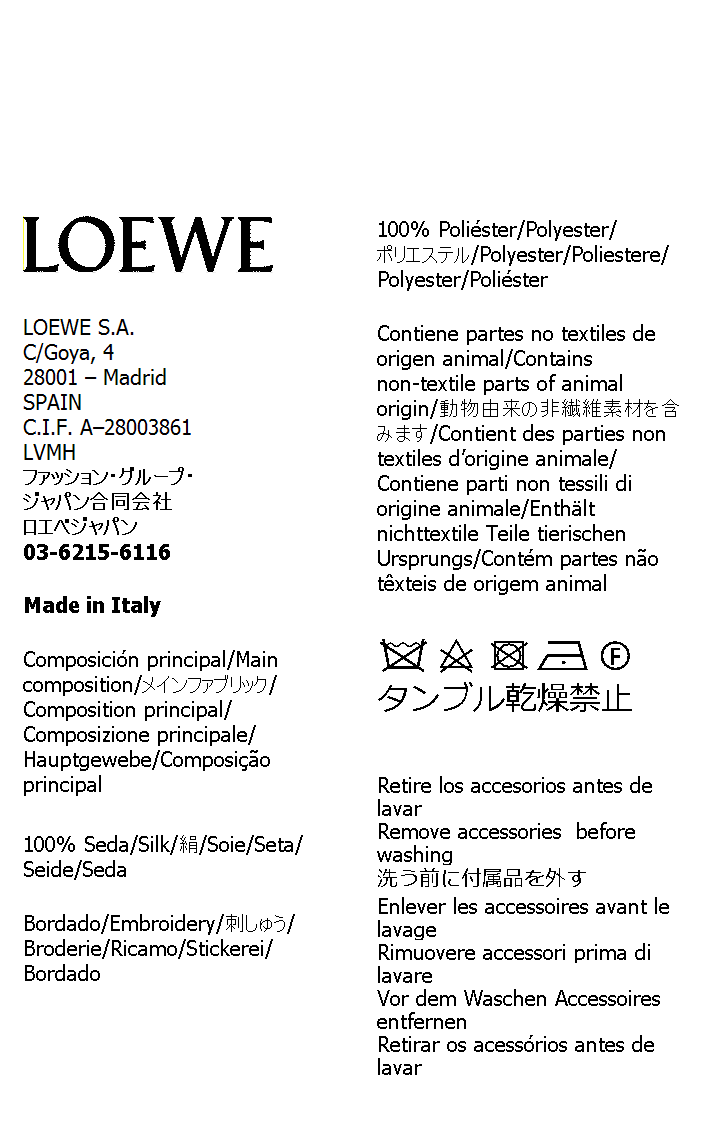 LOEWE
LOEWE S.A.
C/Goya, 4
28001 – Madrid
SPAIN
C.I.F. A–28003861
LVMH
ファッション・グループ・
ジャパン合同会社
ロエベジャパン
03-6215-6116
Made in Italy
Composición principal/Main
composition/メインファブリック/
Composition principal/
Composizione principale/
Hauptgewebe/Composição
principal
100% Seda/Silk/絹/Soie/Seta/
Seide/Seda
Bordado/Embroidery/刺しゅう/
Broderie/Ricamo/Stickerei/
Bordado
100% Poliéster/Polyester/
ポリエステル/Polyester/Poliestere/
Polyester/Poliéster
Contiene partes no textiles de
origen animal/Contains
non-textile parts of animal
origin/動物由来の非繊維素材を含
みます/Contient des parties non
textiles d’origine animale/
Contiene parti non tessili di
origine animale/Enthält
nichttextile Teile tierischen
Ursprungs/Contém partes não
têxteis de origem animal
F
タンブル乾燥禁止
Retire los accesorios antes de
lavar
Remove accessories before
washing
洗う前に付属品を外す
Enlever les accessoires avant le
lavage
Rimuovere accessori prima di
lavare
Vor dem Waschen Accessoires
entfernen
Retirar os acessórios antes de
lavar